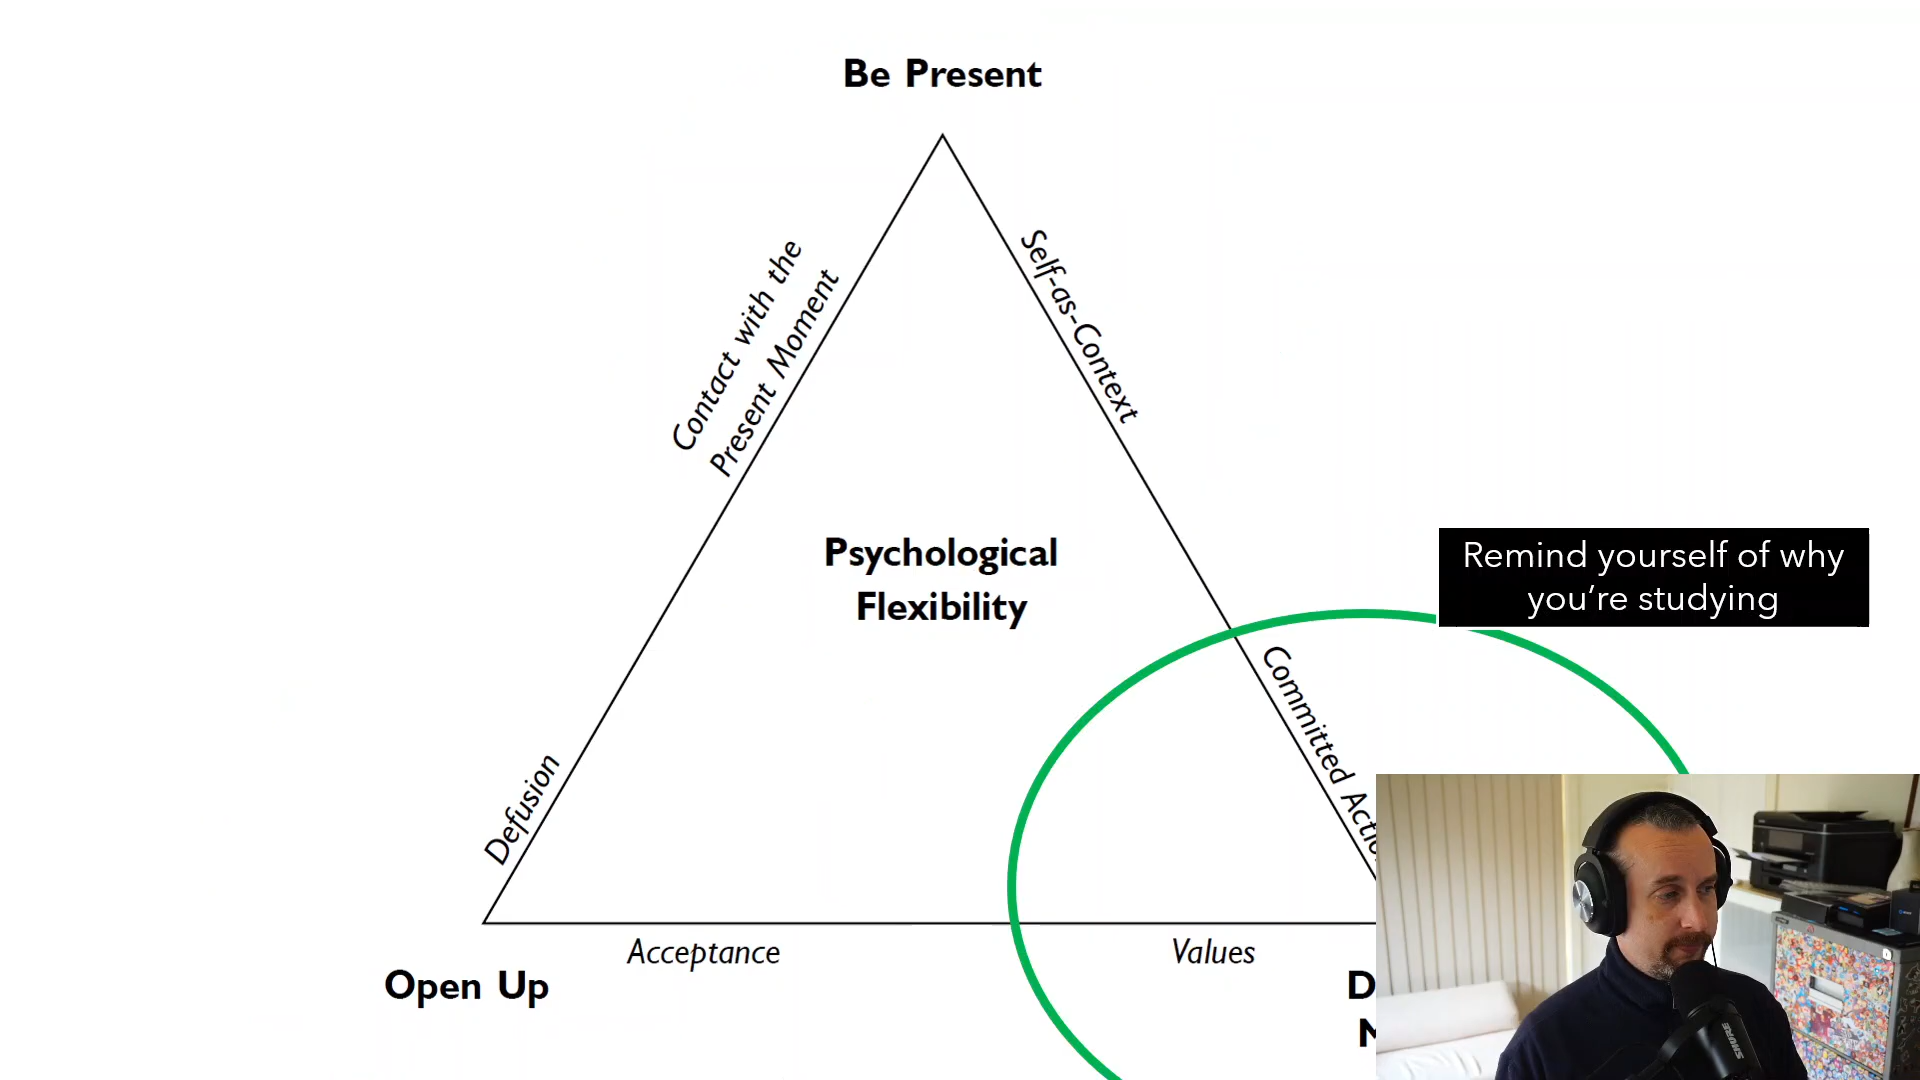 Be Present
Contact with the
Present Moment
Self-as-Context
Psychological
Flexibility
Remind yourself of why
you're studying
Committed Actio
Defusion
Acceptance
Values
Open Up
D
N
SHURE